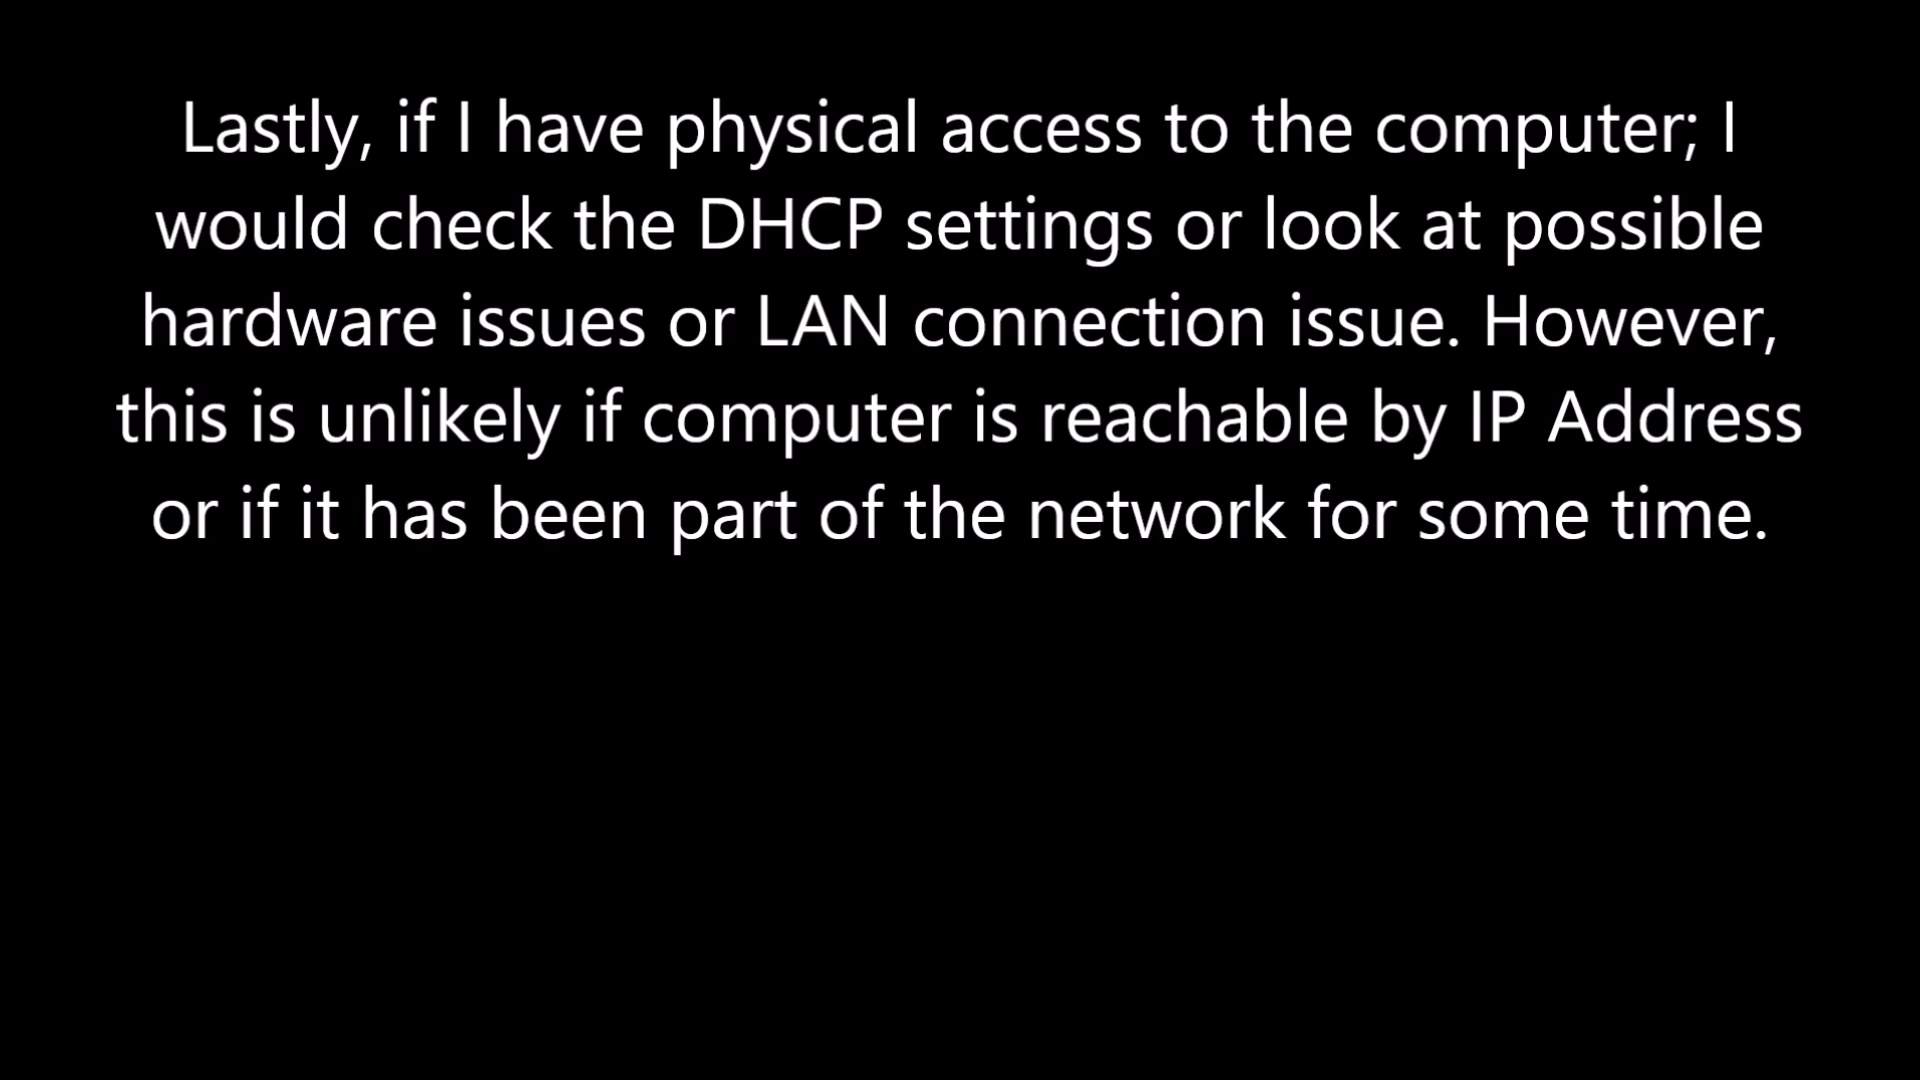 Lastly, if I have physical access to the computer; I
would check the DHCP settings or look at possible
hardware issues or LAN connection issue. However,
this is unlikely if computer is reachable by IP Address
or if it has been part of the network for some time.